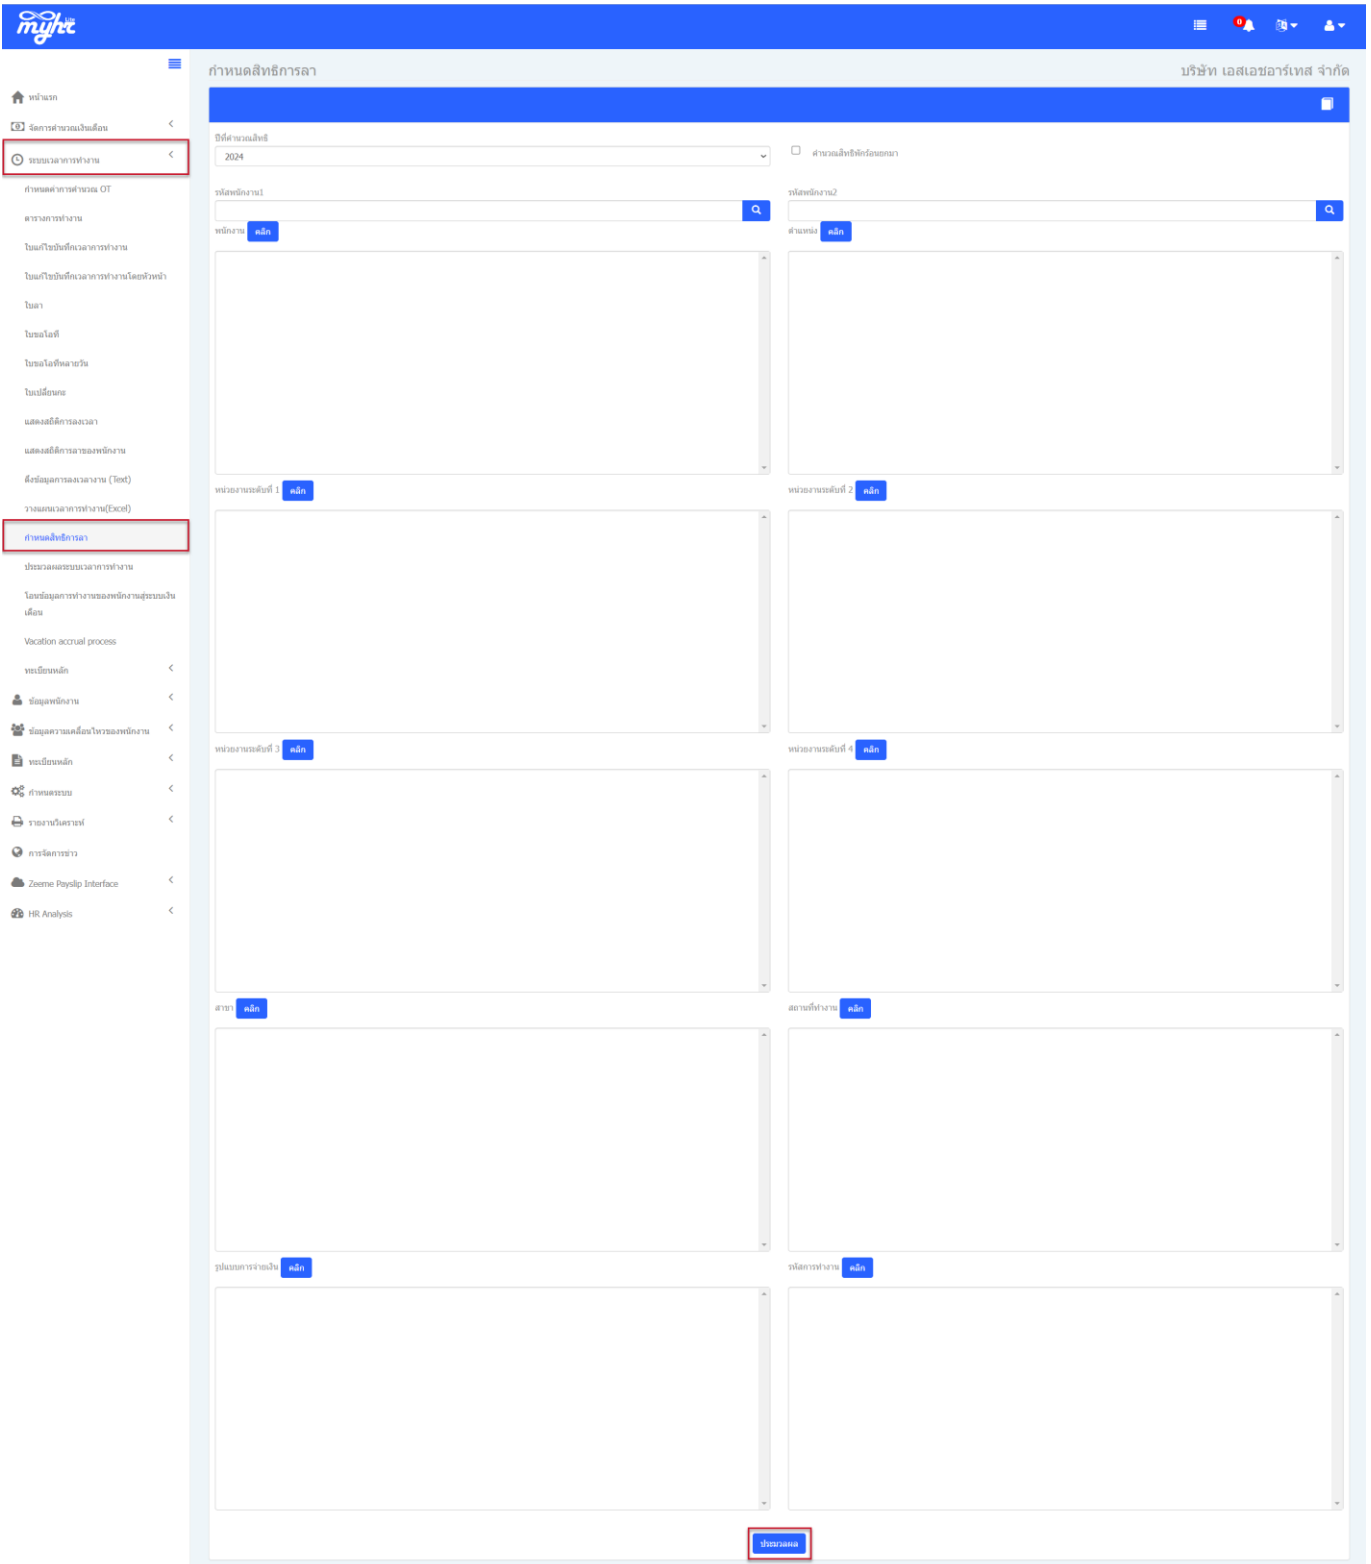 myhr lite
0
กำหนดสิทธิการลา
บริษัท เอสเอชอาร์เทส จำกัด
หน้าแรก
จัดการคำนวณเงินเดือน
ระบบเวลาการทำงาน
กำหนดค่าการคำนวณ OT
ตารางการทำงาน
ใบแก้ไขบันทึกเวลาการทำงาน
ใบแก้ไขบันทึกเวลาการทำงานโดยหัวหน้า
ใบลา
ใบขอโอที
ใบขอโอทีหลายวัน
ใบเปลี่ยนกะ
แสดงสถิติการลงเวลา
แสดงสถิติการลาของพนักงาน
ดึงข้อมูลการลงเวลางาน (Text)
วางแผนเวลาการทำงาน(Excel)
กำหนดสิทธิการลา
ประมวลผลระบบเวลาการทำงาน
โอนข้อมูลการทำงานของพนักงานสู่ระบบเงิน
เดือน
Vacation accrual process
ทะเบียนหลัก
ข้อมูลพนักงาน
ข้อมูลความเคลื่อนไหวของพนักงาน
ทะเบียนหลัก
กำหนดระบบ
รายงานวิเคราะห์
การจัดการข่าว
Zeeme Payslip Interface
HR Analysis
ปีที่คำนวณสิทธิ
2024
คำนวณสิทธิพักร้อนยกมา
รหัสพนักงาน1
รหัสพนักงาน2
พนักงาน คลิก
ตำแหน่ง คลิก
หน่วยงานระดับที่ 1 คลิก
หน่วยงานระดับที่ 2 คลิก
หน่วยงานระดับที่ 3 คลิก
หน่วยงานระดับที่ 4 คลิก
สาขา คลิก
สถานที่ทำงาน คลิก
รูปแบบการจ่ายเงิน คลิก
รหัสการทำงาน คลิก
ประมวลผล